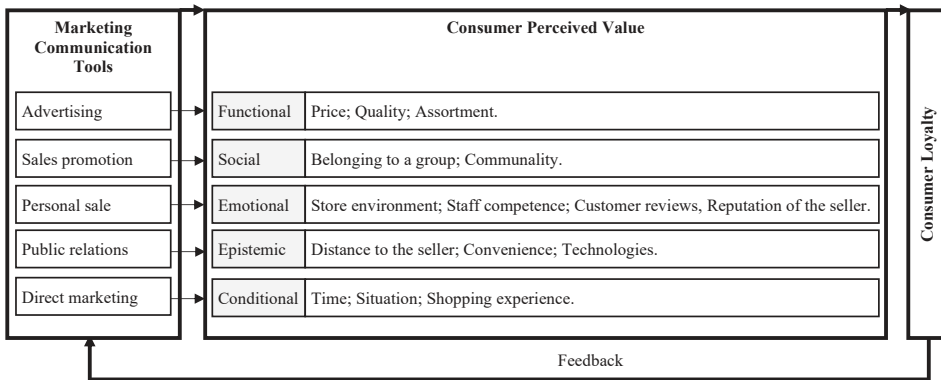 Marketing
Communication
Tools
Consumer Perceived Value
Advertising
Functional
Price; Quality; Assortment.
Sales promotion
Social
Belonging to a group; Communality.
Personal sale
Emotional
Store environment; Staff competence; Customer reviews, Reputation of the seller.
Public relations
Epistemic
Distance to the seller; Convenience; Technologies.
Direct marketing
Conditional
Time; Situation; Shopping experience.
Consumer Loyalty
Feedback